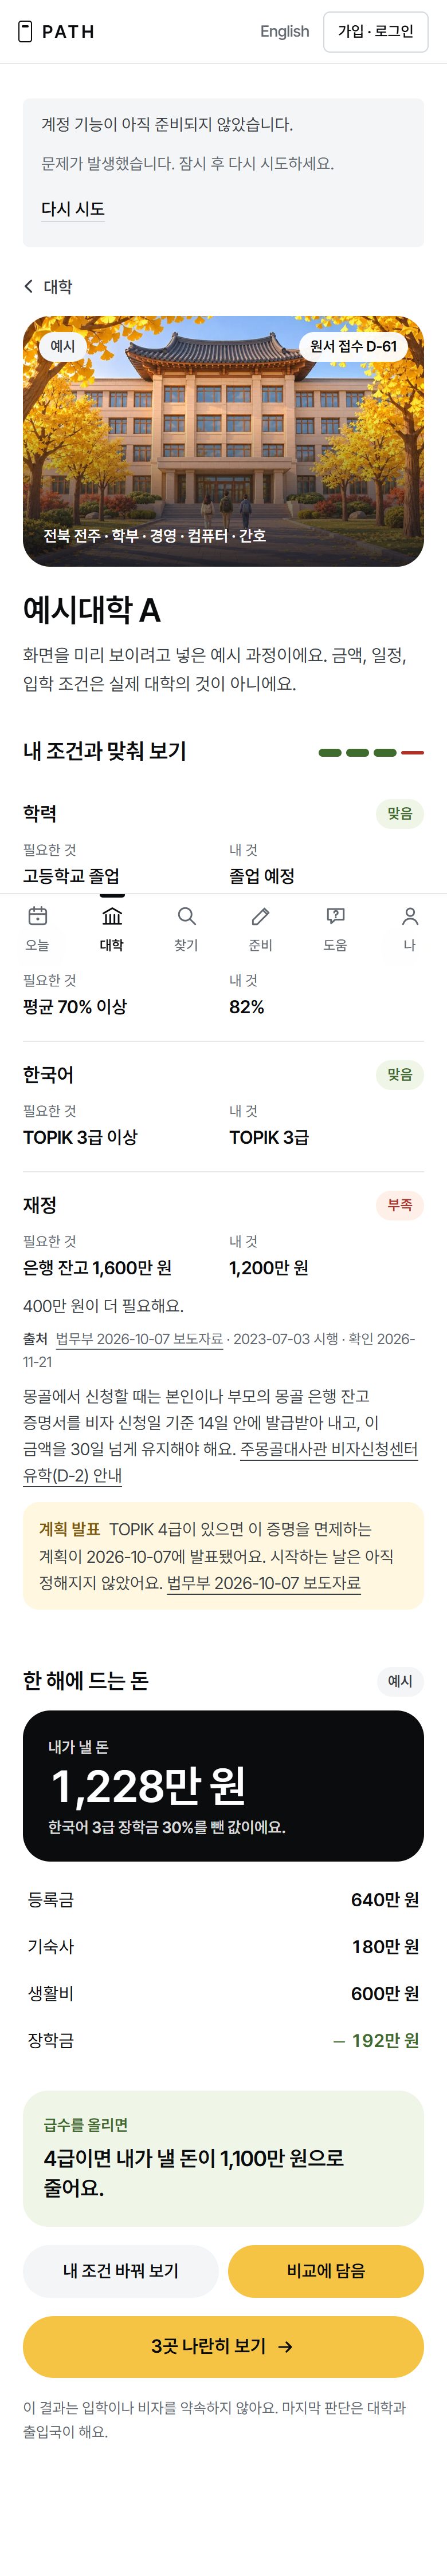 PATH
English
가입 · 로그인
계정 기능이 아직 준비되지 않았습니다.
문제가 발생했습니다. 잠시 후 다시 시도하세요.
다시 시도
대학
예시
원서 접수 D-61
전북 전주 · 학부 · 경영 · 컴퓨터 · 간호
예시대학 A
화면을 미리 보이려고 넣은 예시 과정이에요. 금액, 일정,
입학 조건은 실제 대학의 것이 아니에요.
내 조건과 맞춰 보기
학력
맞음
필요한 것
내 것
고등학교 졸업
졸업 예정
오늘
대학
찾기
준비
도움
나
필요한 것
내 것
평균 70% 이상
82%
한국어
맞음
필요한 것
내 것
TOPIK 3급 이상
TOPIK 3급
재정
부족
필요한 것
내 것
은행 잔고 1,600만 원
1,200만 원
400만 원이 더 필요해요.
출처 법무부 2026-10-07 보도자료 · 2023-07-03 시행 · 확인 2026-
11-21
몽골에서 신청할 때는 본인이나 부모의 몽골 은행 잔고
증명서를 비자 신청일 기준 14일 안에 발급받아 내고, 이
금액을 30일 넘게 유지해야 해요. 주몽골대사관 비자신청센터
유학(D-2) 안내
계획 발표 TOPIK 4급이 있으면 이 증명을 면제하는
계획이 2026-10-07에 발표됐어요. 시작하는 날은 아직
정해지지 않았어요. 법무부 2026-10-07 보도자료
한 해에 드는 돈
예시
내가 낼 돈
1,228만 원
한국어 3급 장학금 30%를 뺀 값이에요.
등록금
640만 원
기숙사
180만 원
생활비
600만 원
장학금
– 192만 원
급수를 올리면
4급이면 내가 낼 돈이 1,100만 원으로
줄어요.
내 조건 바꿔 보기
비교에 담음
3곳 나란히 보기 →
이 결과는 입학이나 비자를 약속하지 않아요. 마지막 판단은 대학과
출입국이 해요.